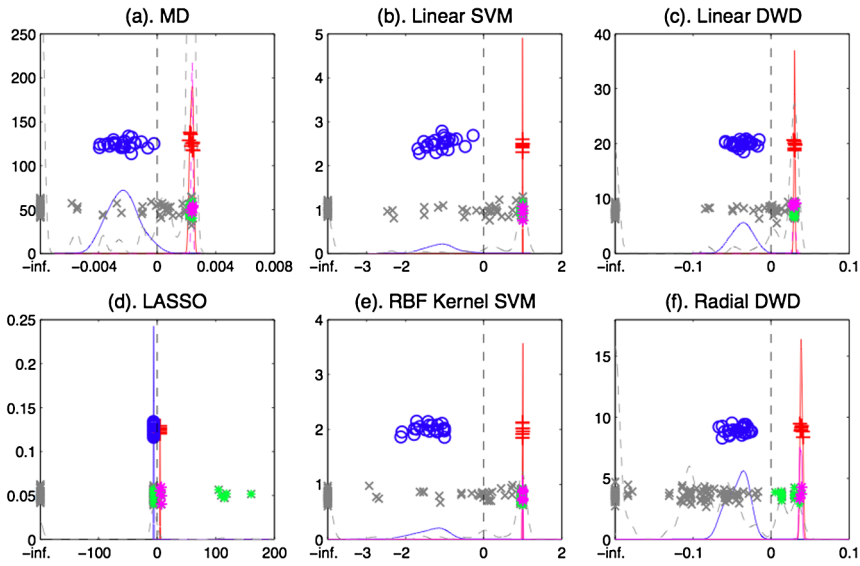 (a). MD
(b). Linear SVM
(c). Linear DWD
250
200
150
100
50
0
−inf. −0.004 0 0.004 0.008
5
4
3
2
1
0
−inf. −3 −2 0 2
40
30
20
10
0
−inf. −0.1 0 0.1
(d). LASSO
(e). RBF Kernel SVM
(f). Radial DWD
0.25
0.2
0.15
0.1
0.05
0
−inf. −100 0 100 200
4
3
2
1
0
−inf. −3 −2 0 2
15
10
5
0
−inf. −0.1 0 0.1